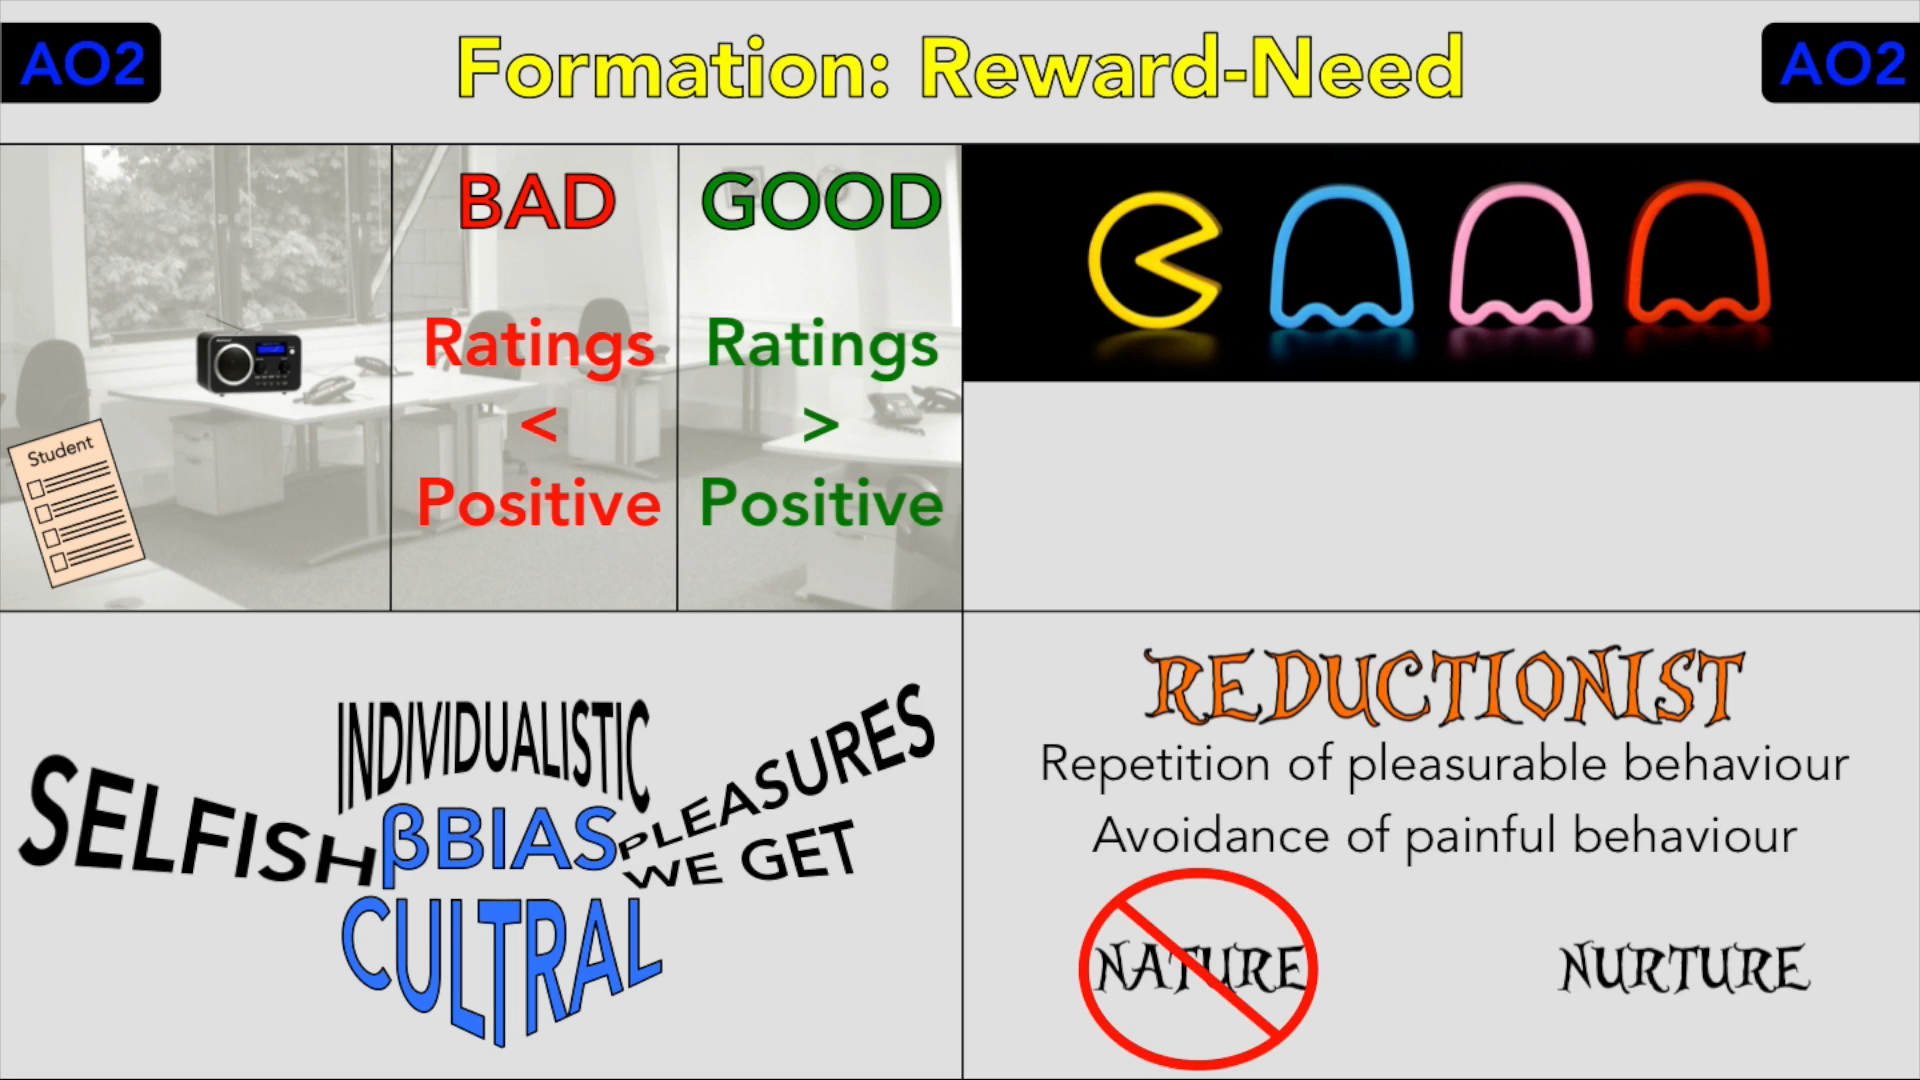 AO2
Formation: Reward-Need
AO2
BAD
Ratings
<
Positive
GOOD
Ratings
>
Positive
Student
SELFISH
INDIVIDUALISTIC
βBIAS
CULTRAL
PLEASURES
WE GET
REDUCTIONIST
Repetition of pleasurable behaviour
Avoidance of painful behaviour
NATURE
NURTURE